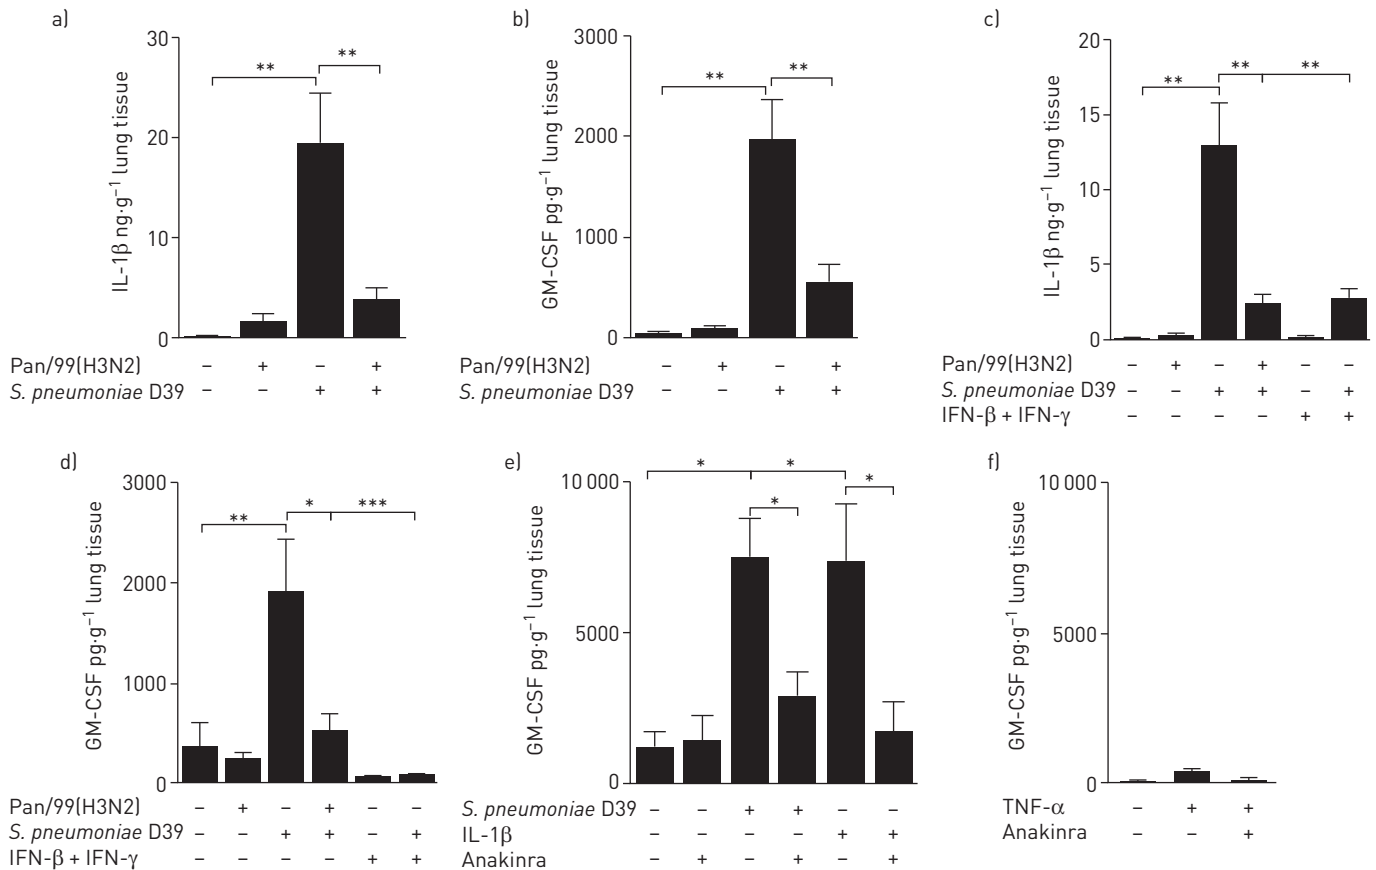 a)
IL-1β ng·g⁻¹ lung tissue
30
20
10
0
** **
Pan/99(H3N2) – + – +
S. pneumoniae D39 – – + +
b)
GM-CSF pg·g⁻¹ lung tissue
3000
2000
1000
0
** **
Pan/99(H3N2) – + – +
S. pneumoniae D39 – – + +
c)
IL-1β ng·g⁻¹ lung tissue
20
15
10
5
0
** ** **
Pan/99(H3N2) – + – + – –
S. pneumoniae D39 – – + + – +
IFN-β + IFN-γ – – – – + +
d)
GM-CSF pg·g⁻¹ lung tissue
3000
2000
1000
0
** * ***
Pan/99(H3N2) – + – + – –
S. pneumoniae D39 – – + + – +
IFN-β + IFN-γ – – – – + +
e)
GM-CSF pg·g⁻¹ lung tissue
10 000
5000
0
* * * *
S. pneumoniae D39 – – + + – –
IL-1β – – – – + +
Anakinra – + – + – +
f)
GM-CSF pg·g⁻¹ lung tissue
10 000
5000
0
TNF-α – + +
Anakinra – – +